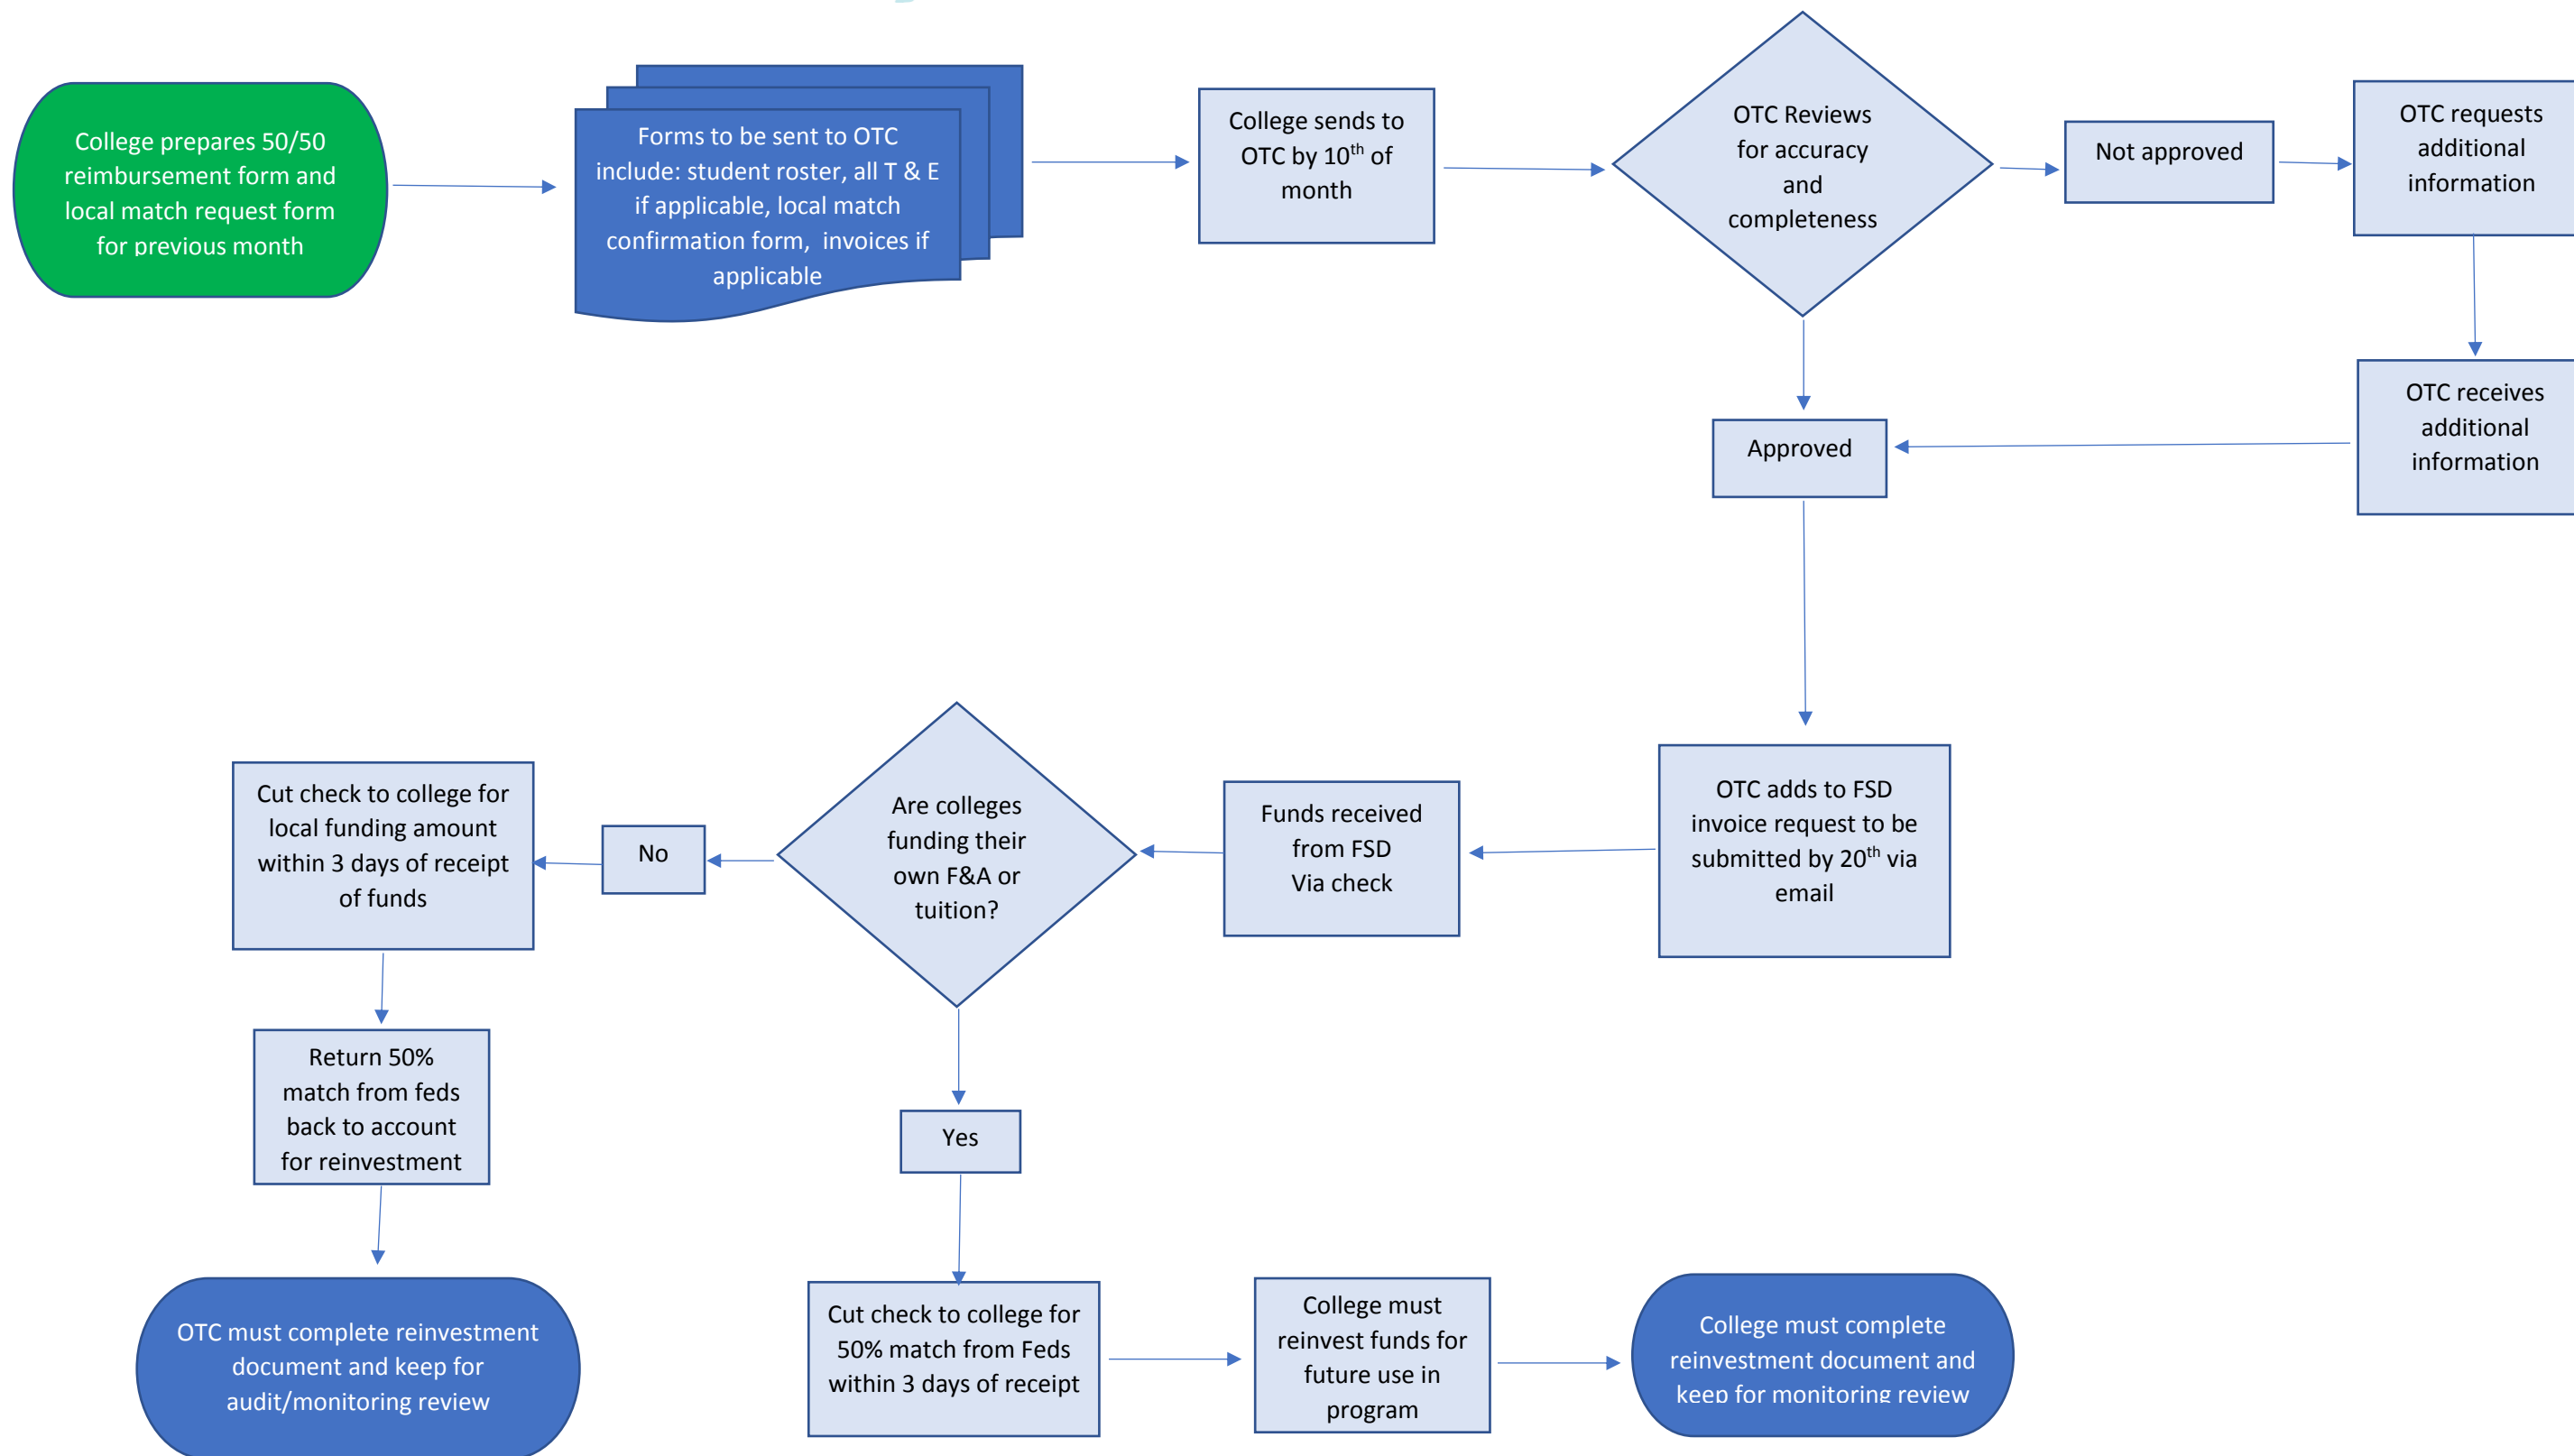 College prepares 50/50
reimbursement form and
local match request form
for previous month
Forms to be sent to OTC
include: student roster, all T & E
if applicable, local match
confirmation form, invoices if
applicable
College sends to
OTC by 10th of
month
OTC Reviews
for accuracy
and
completeness
Not approved
OTC requests
additional
information
OTC receives
additional
information
Approved
OTC adds to FSD
invoice request to be
submitted by 20th via
email
Funds received
from FSD
Via check
Are colleges
funding their
own F&A or
tuition?
No
Cut check to college for
local funding amount
within 3 days of receipt
of funds
Return 50%
match from feds
back to account
for reinvestment
OTC must complete reinvestment
document and keep for
audit/monitoring review
Yes
Cut check to college for
50% match from Feds
within 3 days of receipt
College must
reinvest funds for
future use in
program
College must complete
reinvestment document and
keep for monitoring review